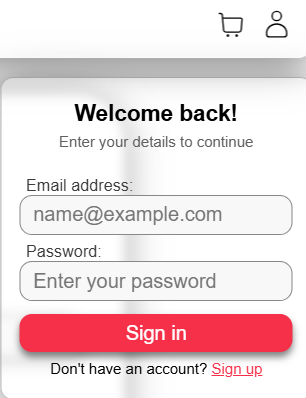 Welcome back!
Enter your details to continue
Email address:
name@example.com
Password:
Enter your password
Sign in
Don't have an account? Sign up